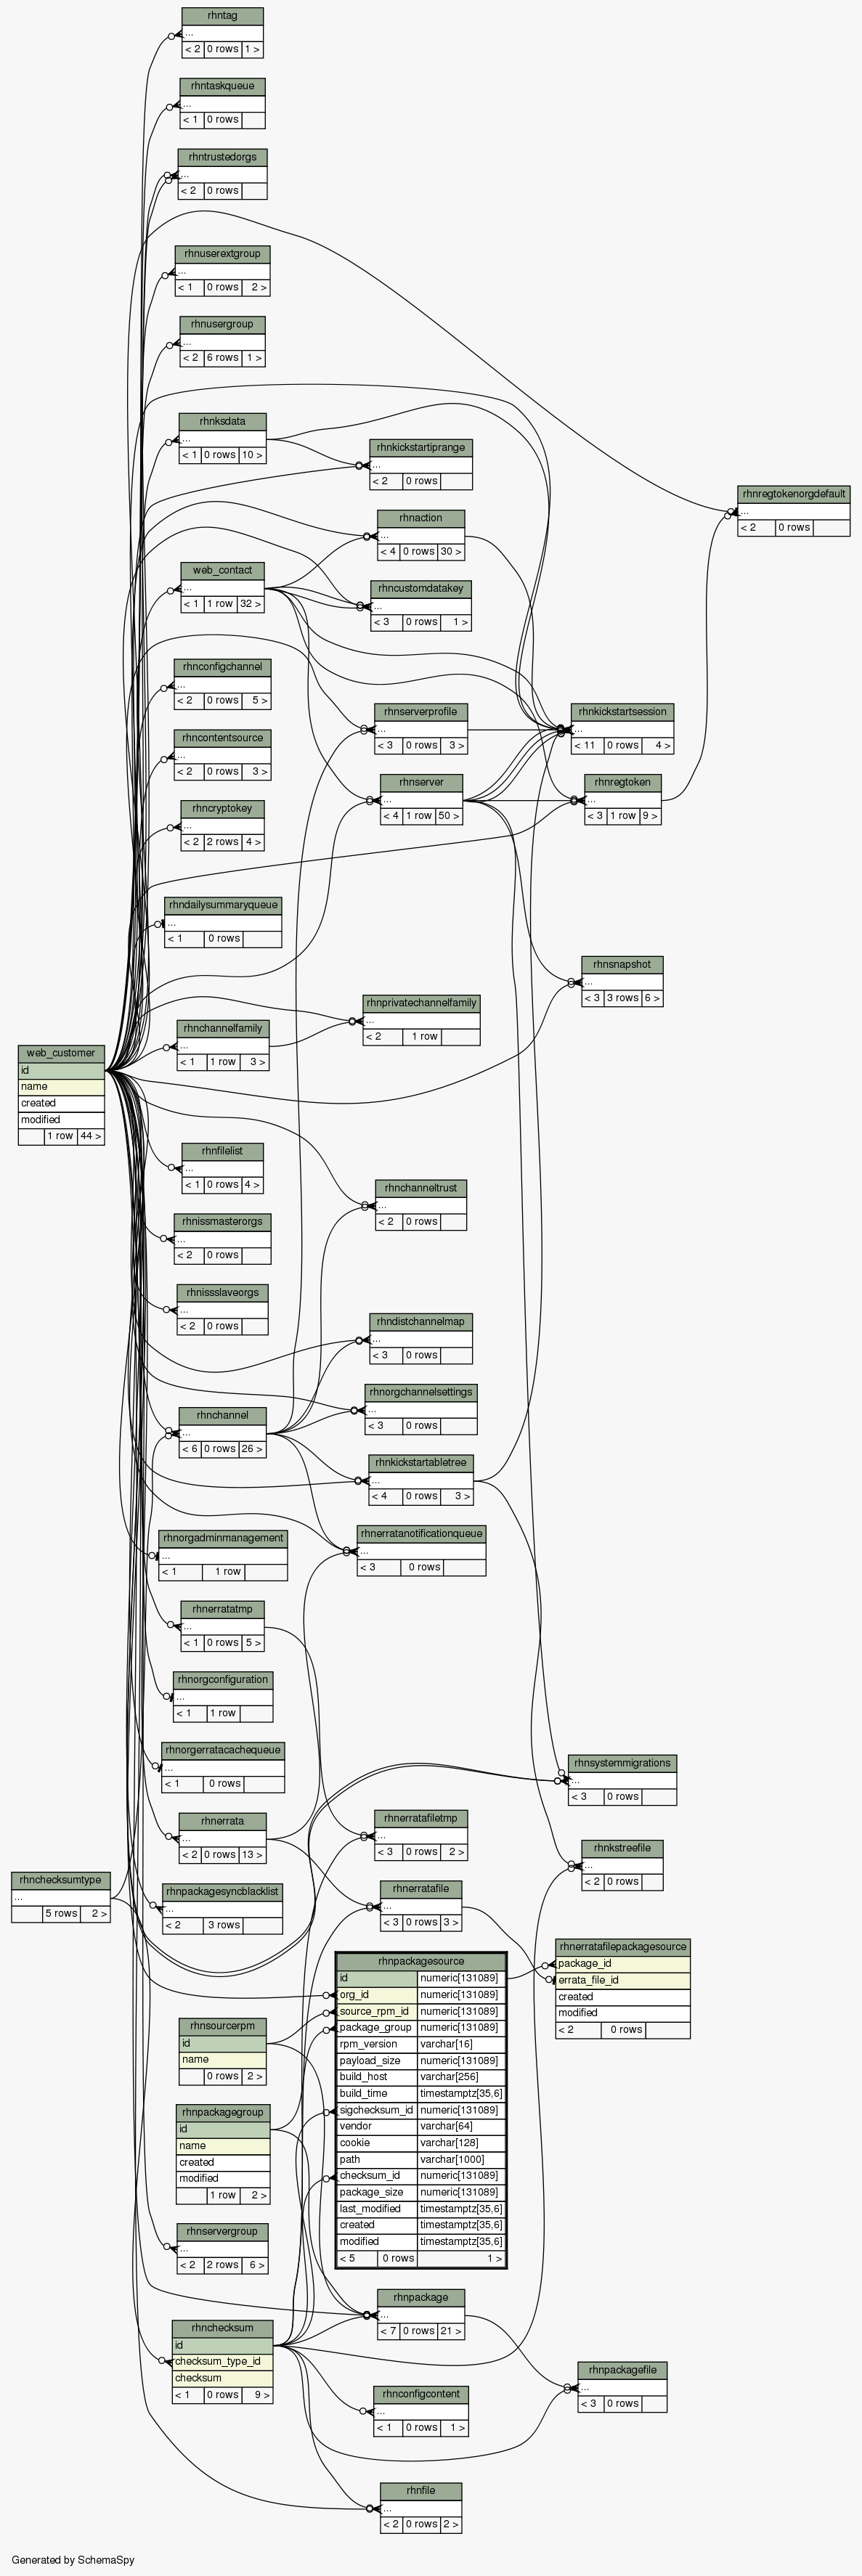 rhntag
...
< 2 0 rows 1 >
rhntaskqueue
...
< 1 0 rows
rhntrustedorgs
...
< 2 0 rows
rhnuserextgroup
...
< 1 0 rows 2 >
rhnusergroup
...
< 2 6 rows 1 >
rhnksdata
...
< 1 0 rows 10 >
rhnkickstartiprange
...
< 2 0 rows
rhnregtokenorgdefault
...
< 2 0 rows
rhnaction
...
< 4 0 rows 30 >
web_contact
...
< 1 1 row 32 >
rhncustomdatakey
...
< 3 0 rows 1 >
rhnconfigchannel
...
< 2 0 rows 5 >
rhnserverprofile
...
< 3 0 rows 3 >
rhnkickstartsession
...
< 11 0 rows 4 >
rhncontentsource
...
< 2 0 rows 3 >
rhnserver
...
< 4 1 row 50 >
rhnregtoken
...
< 3 1 row 9 >
rhncryptokey
...
< 2 2 rows 4 >
rhndailysummaryqueue
...
< 1 0 rows
rhnsnapshot
...
< 3 3 rows 6 >
rhnprivatechannelfamily
...
< 2 1 row
rhnchannelfamily
...
< 1 1 row 3 >
web_customer
id
name
created
modified
1 row 44 >
rhnfilelist
...
< 1 0 rows 4 >
rhnchanneltrust
...
< 2 0 rows
rhnissmasterorgs
...
< 2 0 rows
rhnissslaveorgs
...
< 2 0 rows
rhndistchannelmap
...
< 3 0 rows
rhnorgchannelsettings
...
< 3 0 rows
rhnchannel
...
< 6 0 rows 26 >
rhnkickstartabletree
...
< 4 0 rows 3 >
rhnerratanotificationqueue
...
< 3 0 rows
rhnorgadminmanagement
...
< 1 1 row
rhnerratatmp
...
< 1 0 rows 5 >
rhnorgconfiguration
...
< 1 1 row
rhnorgerratacachequeue
...
< 1 0 rows
rhnsystemmigrations
...
< 3 0 rows
rhnerrata
...
< 2 0 rows 13 >
rhnerratafiletmp
...
< 3 0 rows 2 >
rhnkstreefile
...
< 2 0 rows
rhnchecksumtype
...
5 rows 2 >
rhnpackagesyncblacklist
...
< 2 3 rows
rhnerratafile
...
< 3 0 rows 3 >
rhnerratafilepackagesource
package_id
errata_file_id
created
modified
< 2 0 rows
rhnpackagesource
id numeric[131089]
org_id numeric[131089]
source_rpm_id numeric[131089]
package_group numeric[131089]
rpm_version varchar[16]
payload_size numeric[131089]
build_host varchar[256]
build_time timestamptz[35,6]
sigchecksum_id numeric[131089]
vendor varchar[64]
cookie varchar[128]
path varchar[1000]
checksum_id numeric[131089]
package_size numeric[131089]
last_modified timestamptz[35,6]
created timestamptz[35,6]
modified timestamptz[35,6]
< 5 0 rows 1 >
rhnsourcerpm
id
name
0 rows 2 >
rhnpackagegroup
id
name
created
modified
1 row 2 >
rhnservergroup
...
< 2 2 rows 6 >
rhnpackage
...
< 7 0 rows 21 >
rhnchecksum
id
checksum_type_id
checksum
< 1 0 rows 9 >
rhnpackagefile
...
< 3 0 rows
rhnconfigcontent
...
< 1 0 rows 1 >
rhnfile
...
< 2 0 rows 2 >
Generated by SchemaSpy